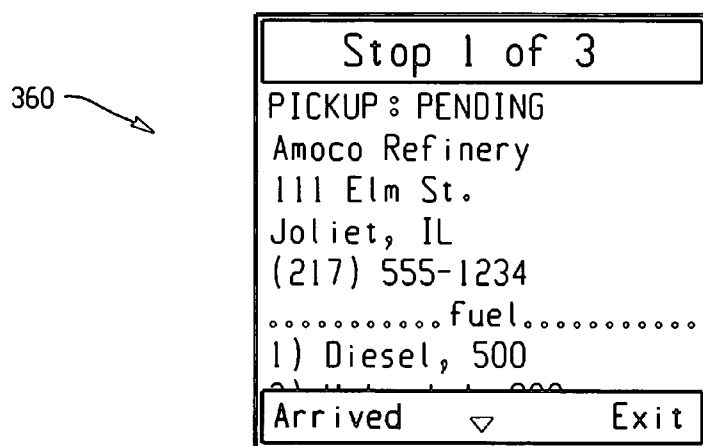 360
Stop 1 of 3
PICKUP: PENDING
Amoco Refinery
111 Elm St.
Joliet, IL
(217) 555-1234
...........fuel...........
1) Diesel, 500
Arrived ▽ Exit